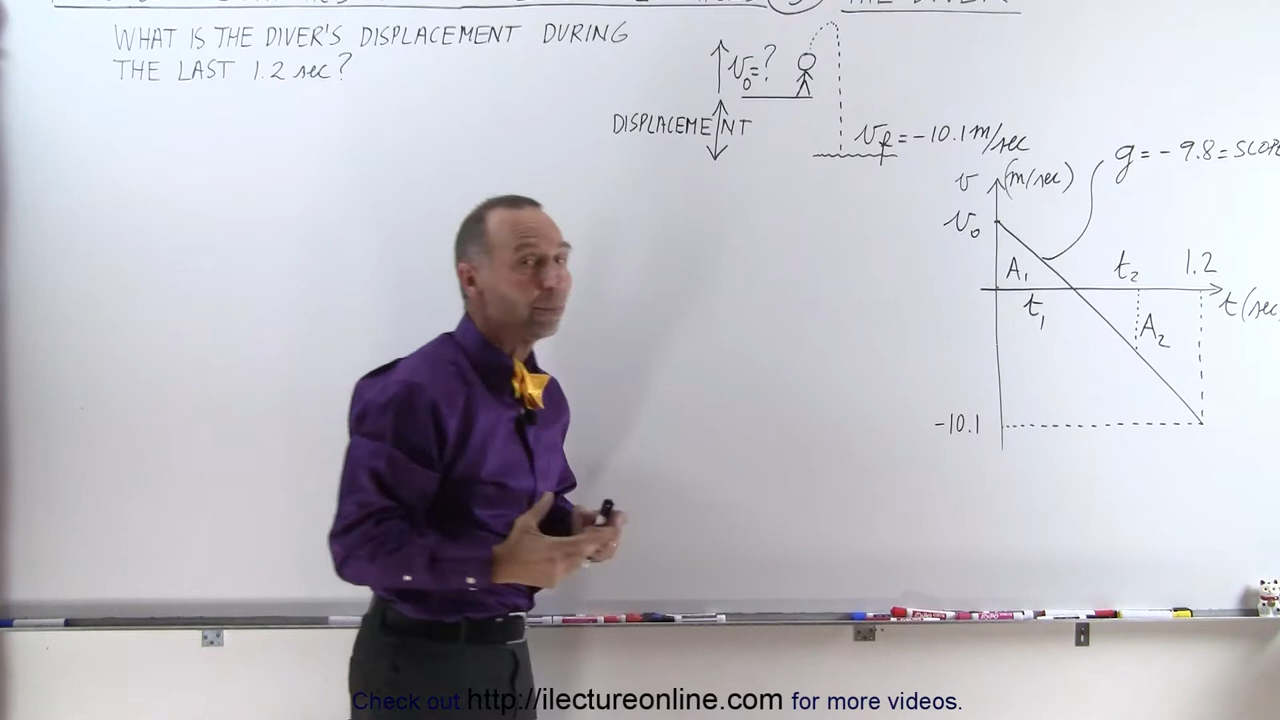 WHAT IS THE DIVER'S DISPLACEMENT DURING
THE LAST 1.2 sec?
v₀=?
DISPLACEMENT
v_f = -10.1 m/sec
g = -9.8 = SLOPE
v (m/sec)
v₀
A₁
t₁
t₂
1.2
t (sec
A₂
-10.1
Check out http://ilectureonline.com for more videos.